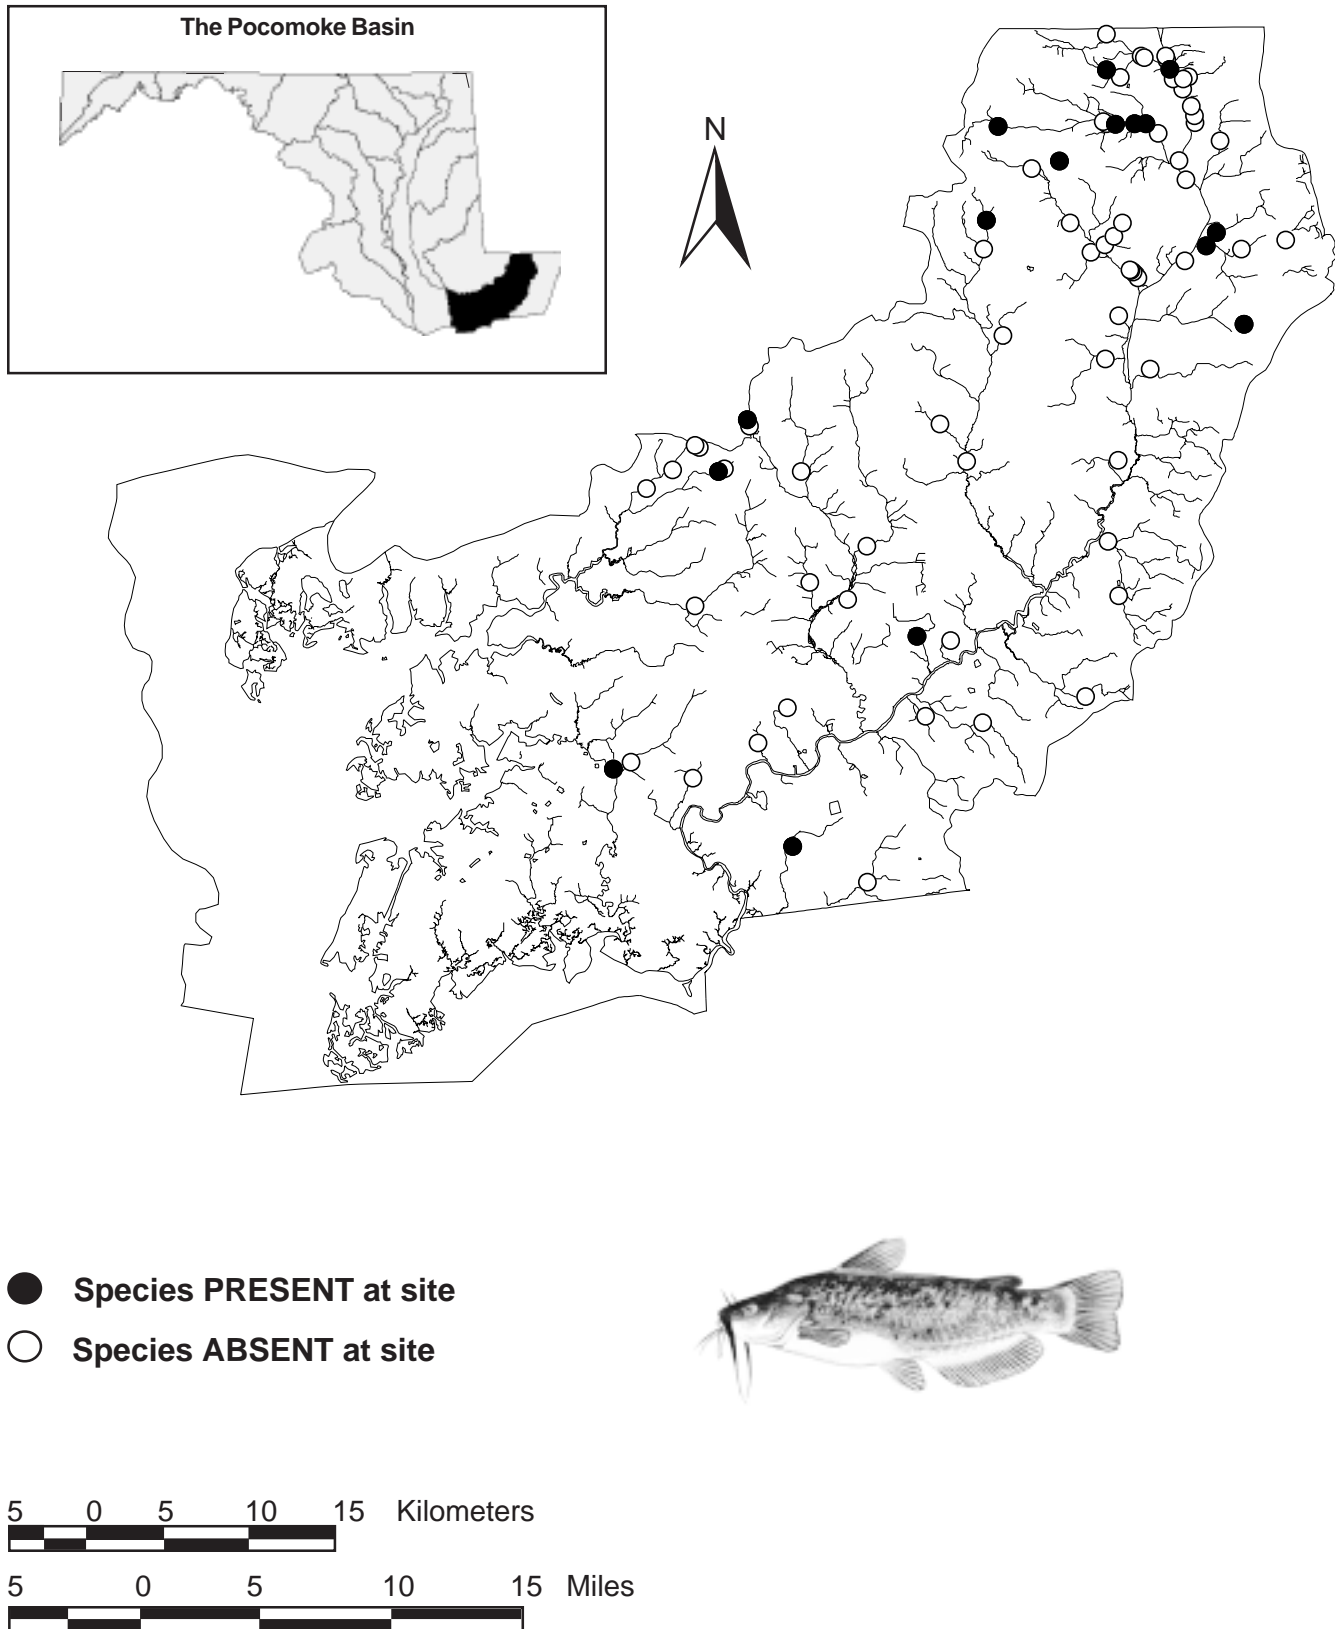 The Pocomoke Basin
N
Species PRESENT at site
Species ABSENT at site
5 0 5 10 15 Kilometers
5 0 5 10 15 Miles